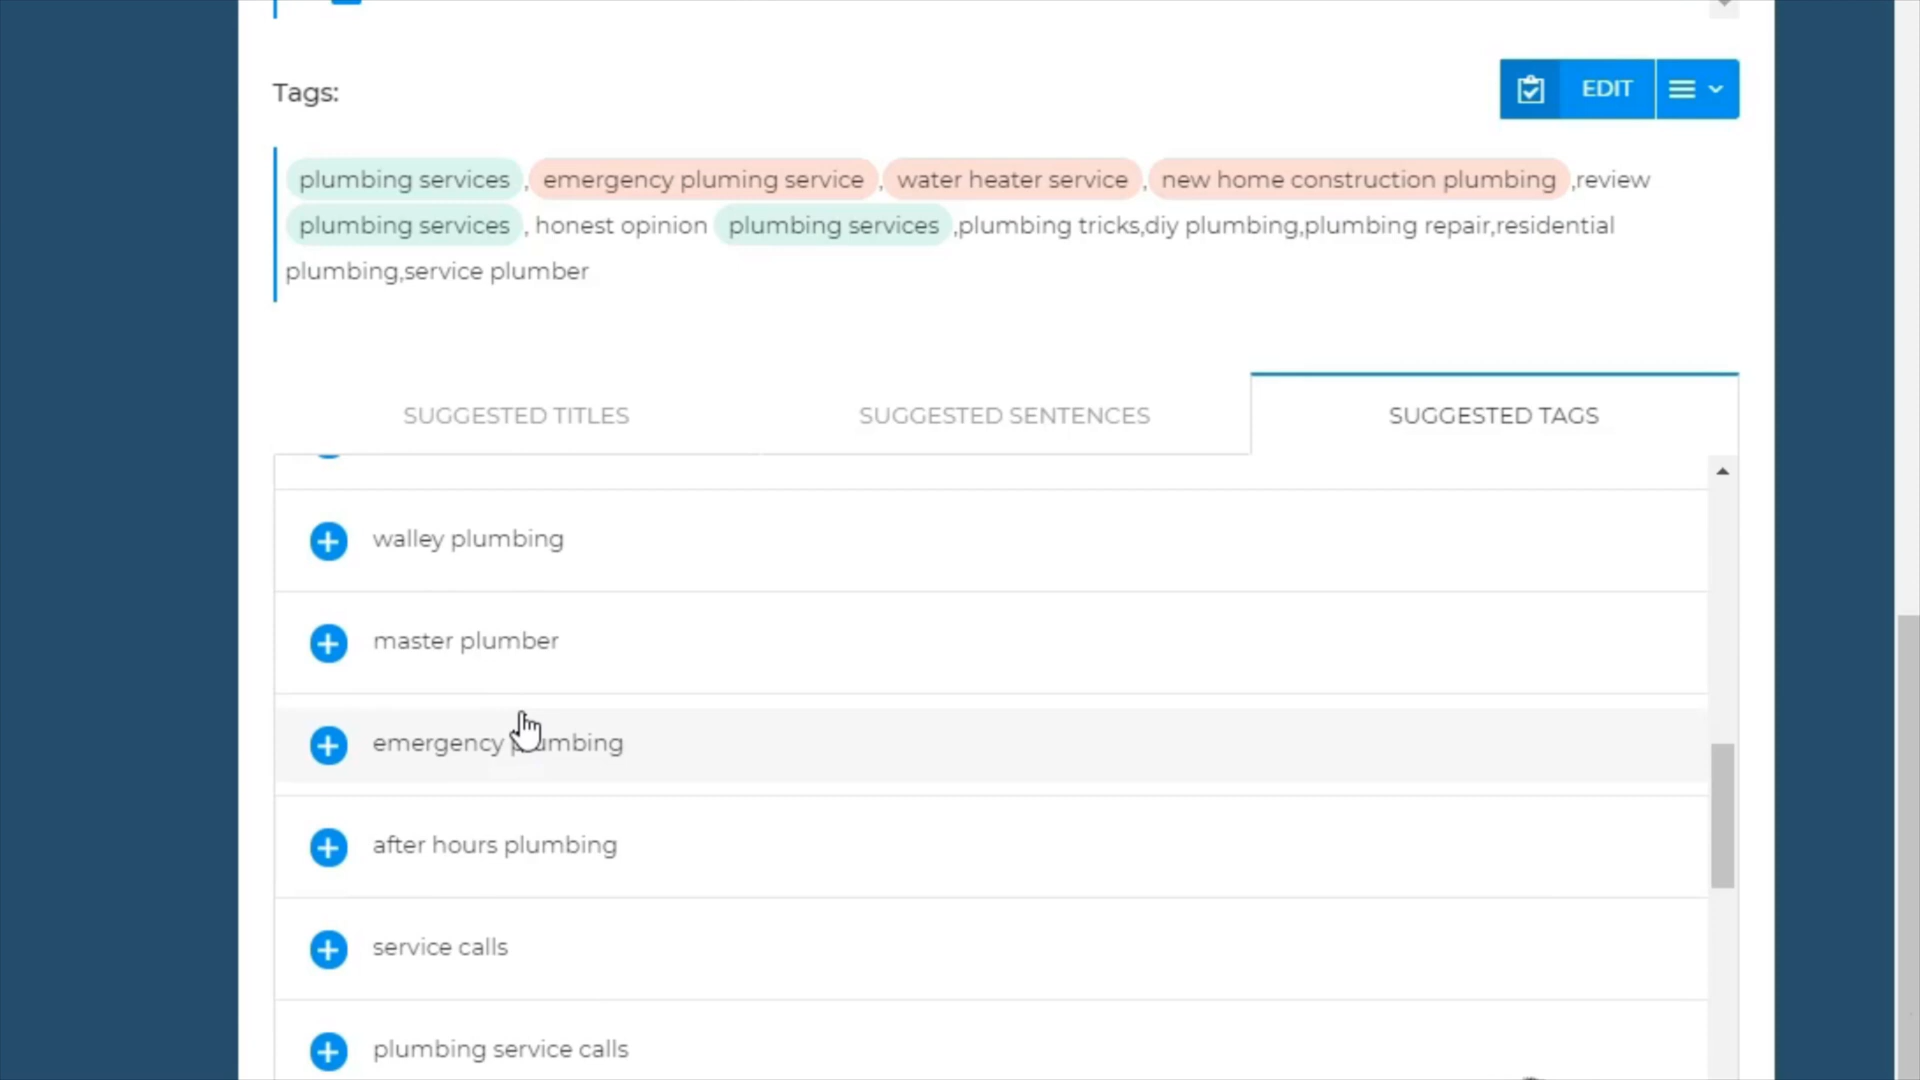 Tags:
EDIT
plumbing services , emergency pluming service , water heater service , new home construction plumbing ,review
plumbing services , honest opinion plumbing services ,plumbing tricks,diy plumbing,plumbing repair,residential
plumbing,service plumber
SUGGESTED TITLES
SUGGESTED SENTENCES
SUGGESTED TAGS
walley plumbing
master plumber
emergency plumbing
after hours plumbing
service calls
plumbing service calls